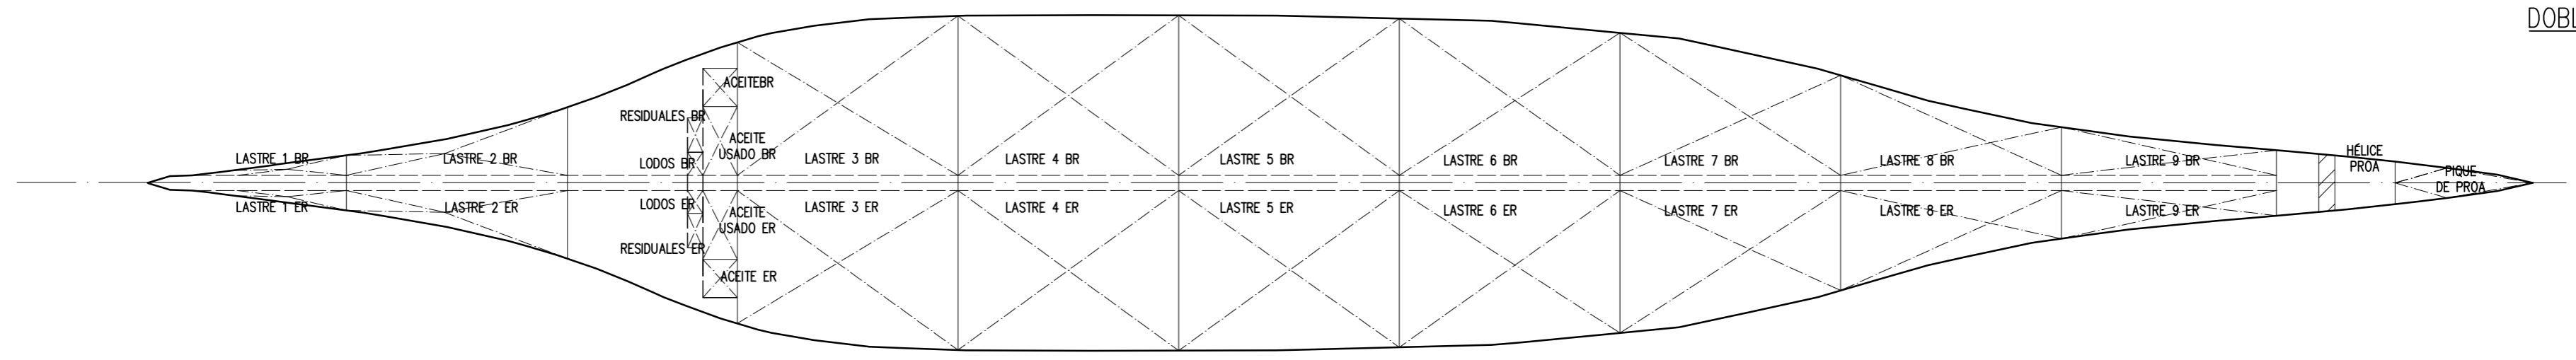 DOBL
ACEITEBR
RESIDUALES BR
ACEITE
USADO BR
LODOS BR
LASTRE 1 BR
LASTRE 2 BR
LASTRE 3 BR
LASTRE 4 BR
LASTRE 5 BR
LASTRE 6 BR
LASTRE 7 BR
LASTRE 8 BR
LASTRE 9 BR
HÉLICE
PROA
PIQUE
DE PROA
LASTRE 1 ER
LASTRE 2 ER
LODOS ER
ACEITE
USADO ER
RESIDUALES ER
ACEITE ER
LASTRE 3 ER
LASTRE 4 ER
LASTRE 5 ER
LASTRE 6 ER
LASTRE 7 ER
LASTRE 8 ER
LASTRE 9 ER